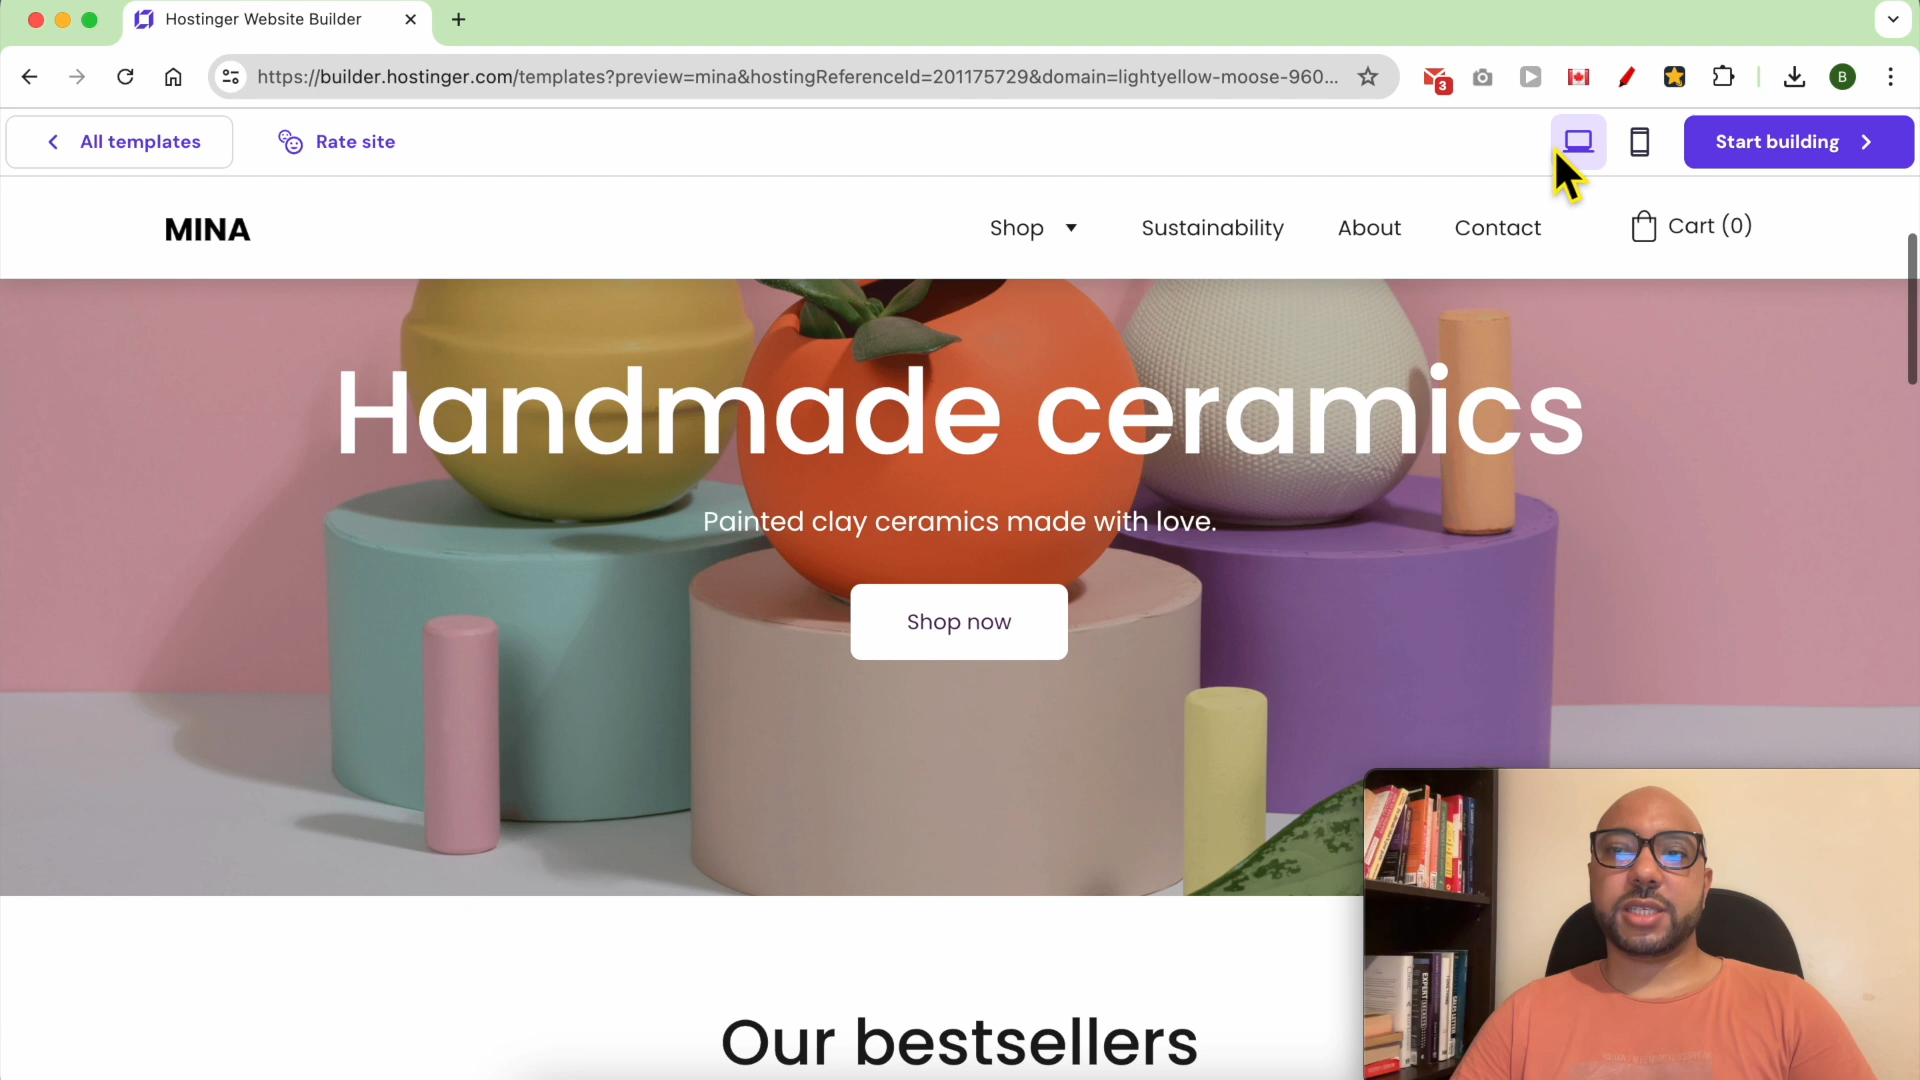 Hostinger Website Builder
https://builder.hostinger.com/templates?preview=mina&hostingReferenceId=201175729&domain=lightyellow-moose-960...
3
B
All templates
Rate site
Start building
MINA
Shop
Sustainability
About
Contact
Cart (0)
Handmade ceramics
Painted clay ceramics made with love.
Shop now
Our bestsellers
EXPERT